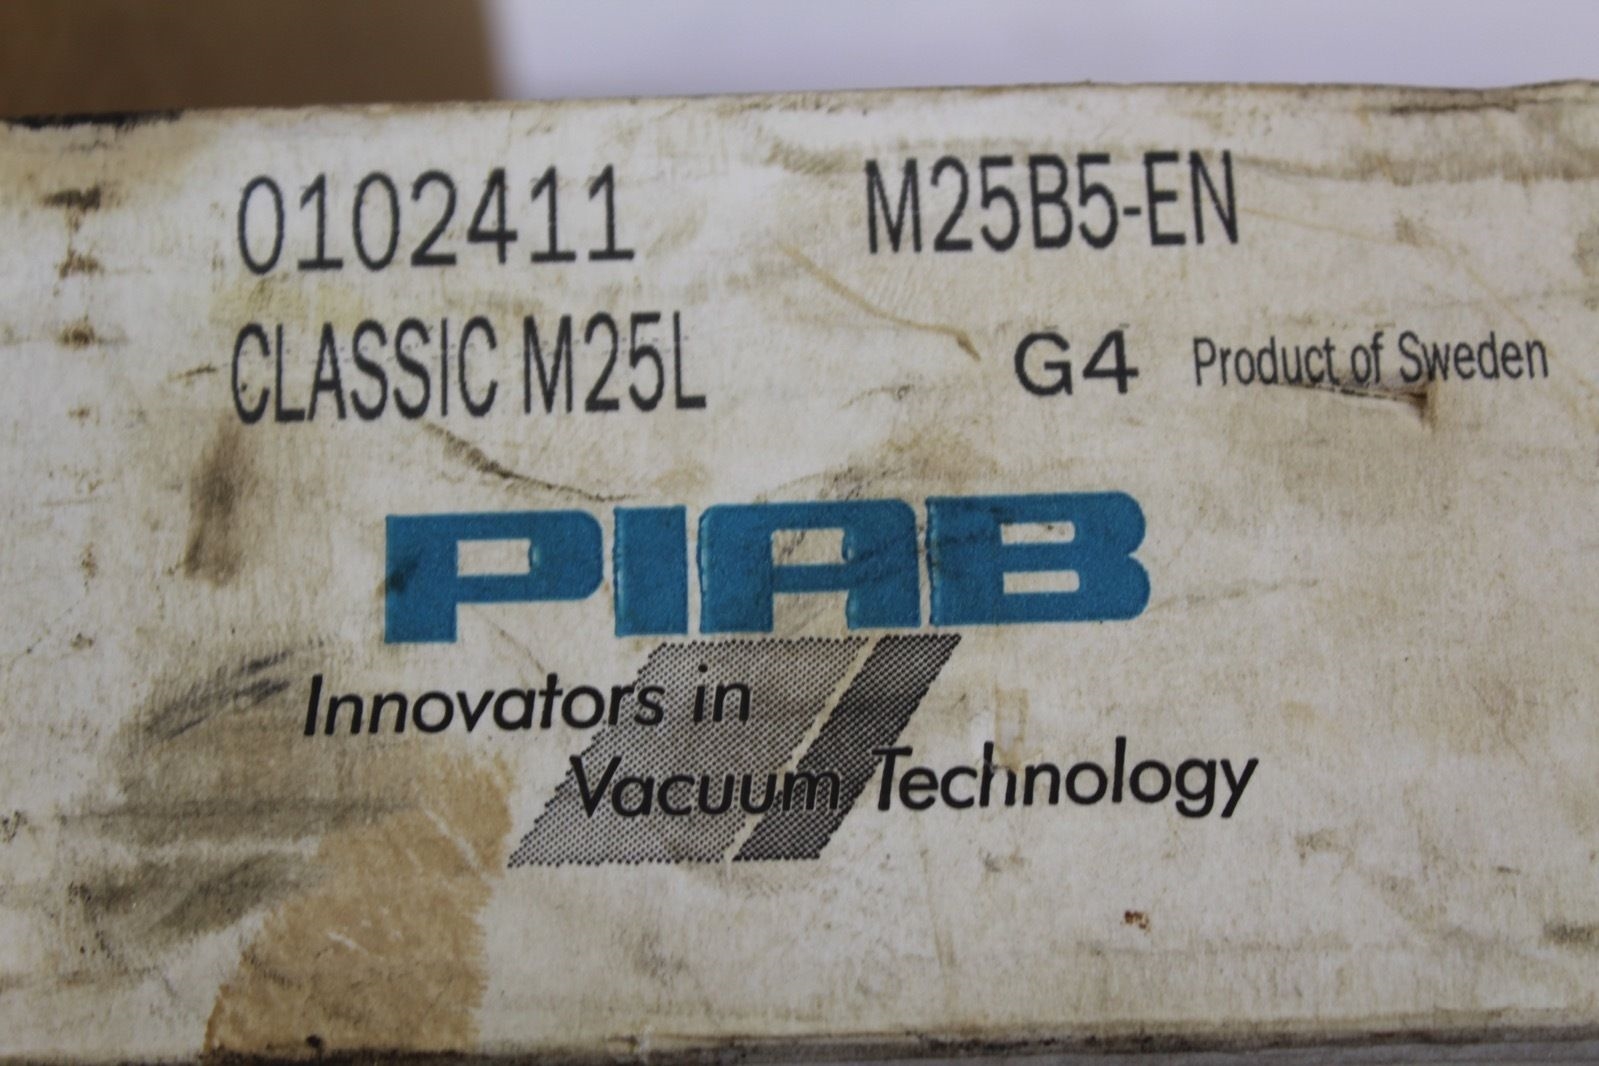 0102411 M25B5-EN
CLASSIC M25L G4 Product of Sweden
PIAB
Innovators in
Vacuum Technology